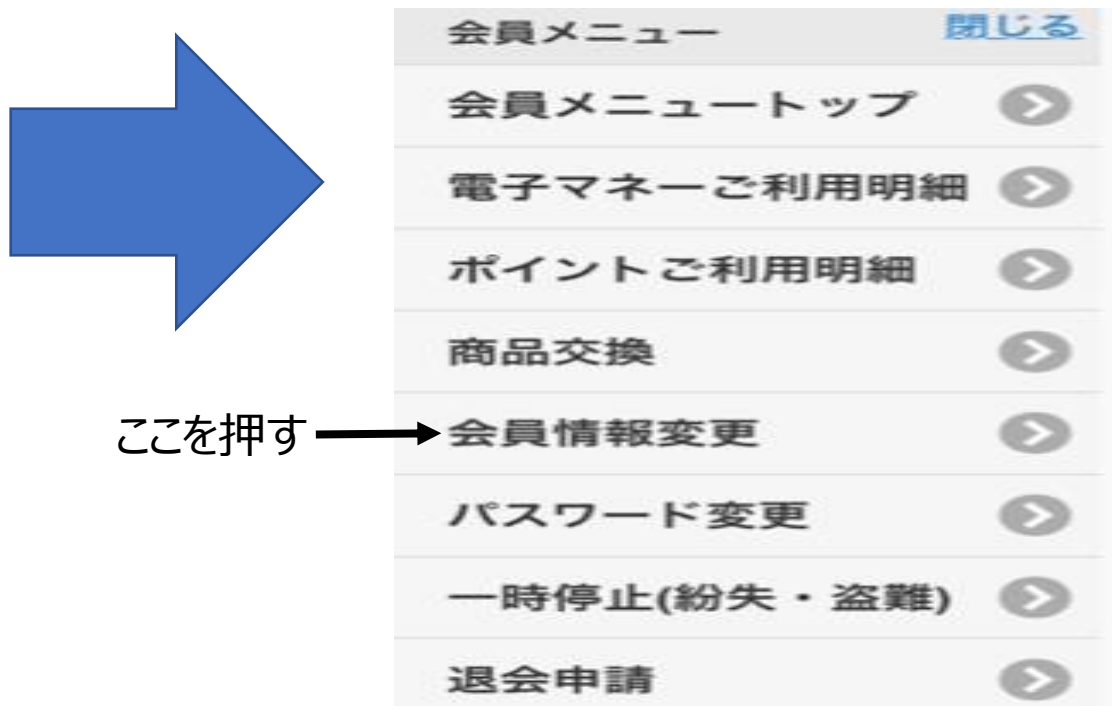 会員メニュー 閉じる
会員メニュートップ
電子マネーご利用明細
ポイントご利用明細
商品交換
ここを押す 会員情報変更
パスワード変更
一時停止(紛失・盗難)
退会申請